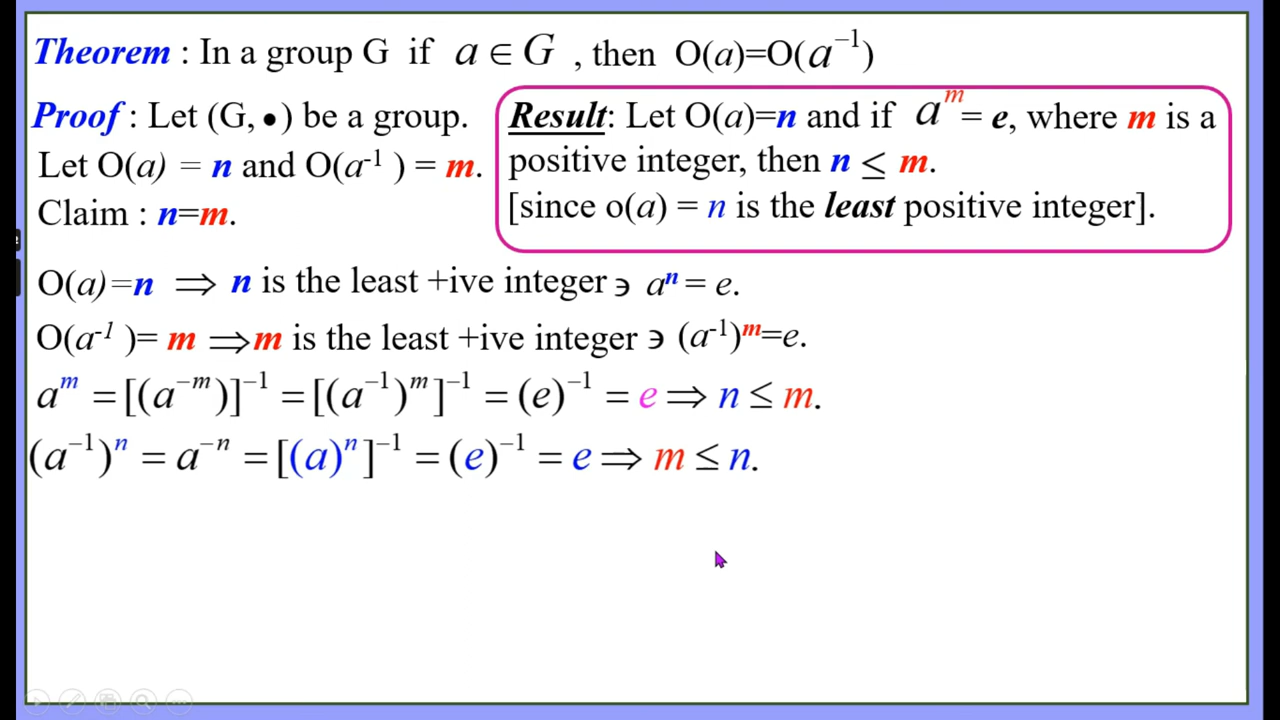 Theorem : In a group G if a ∈ G , then O(a)=O(a⁻¹)
Proof : Let (G, •) be a group.
Let O(a) = n and O(a⁻¹ ) = m.
Claim : n=m.
Result: Let O(a)=n and if aᵐ = e, where m is a
positive integer, then n ≤ m.
[since o(a) = n is the least positive integer].
O(a)=n ⟹ n is the least +ive integer ∍ aⁿ = e.
O(a⁻¹ )= m ⟹ m is the least +ive integer ∍ (a⁻¹)ᵐ=e.
aᵐ = [(a⁻ᵐ)]⁻¹ = [(a⁻¹)ᵐ]⁻¹ = (e)⁻¹ = e ⟹ n ≤ m.
(a⁻¹)ⁿ = a⁻ⁿ = [(a)ⁿ]⁻¹ = (e)⁻¹ = e ⟹ m ≤ n.